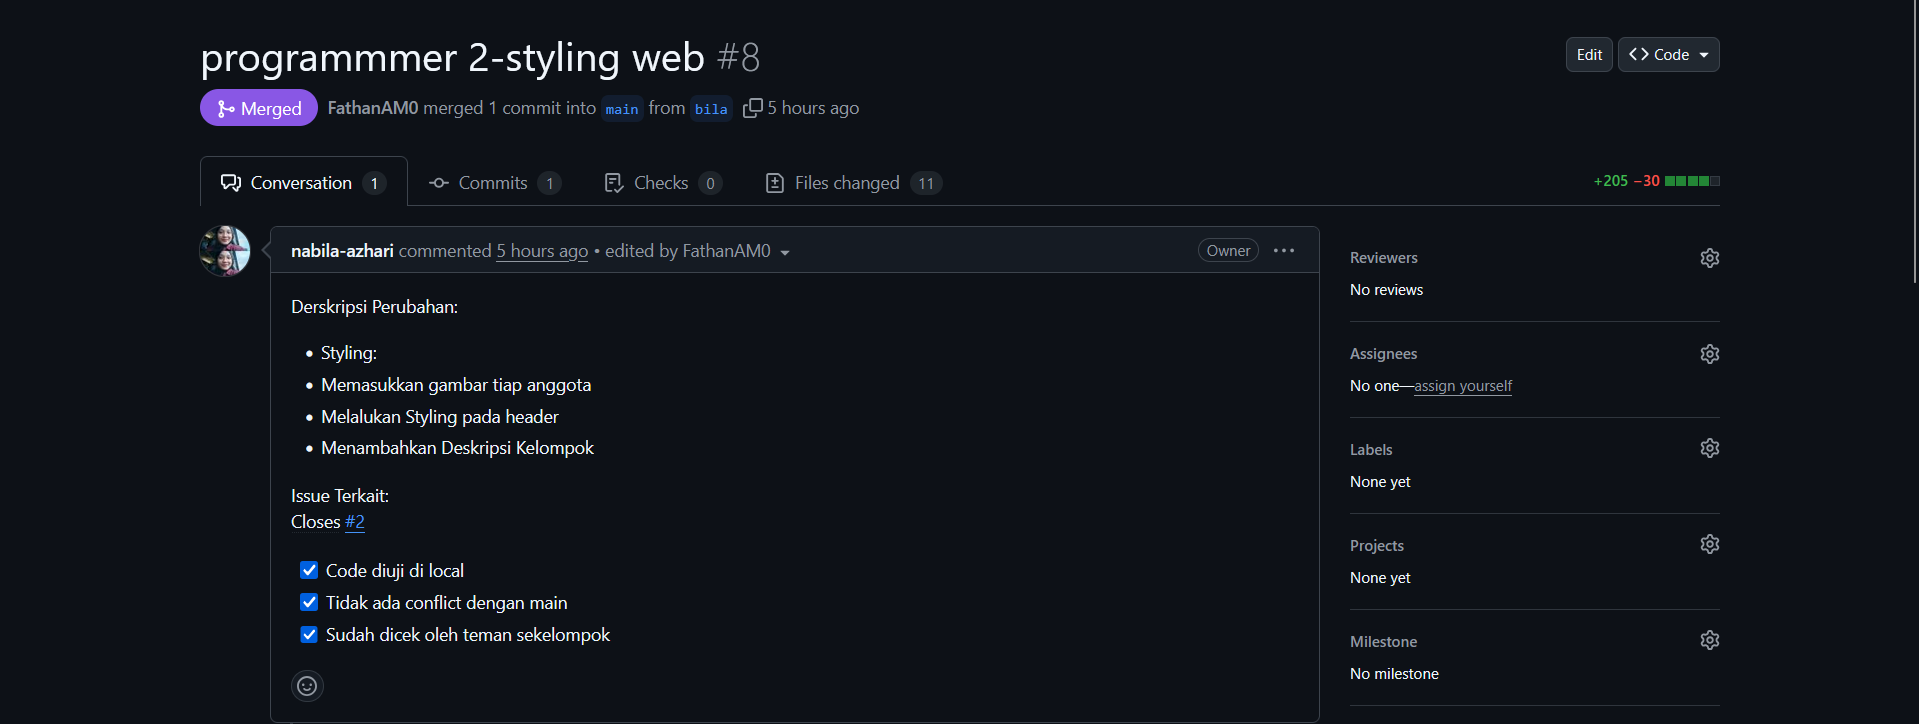 programmmer 2-styling web #8
Edit
Code
Merged
FathanAM0 merged 1 commit into main from bila 5 hours ago
Conversation 1
Commits 1
Checks 0
Files changed 11
+205 −30
nabila-azhari commented 5 hours ago • edited by FathanAM0
Owner
Derskripsi Perubahan:
• Styling:
• Memasukkan gambar tiap anggota
• Melalukan Styling pada header
• Menambahkan Deskripsi Kelompok
Issue Terkait:
Closes #2
Code diuji di local
Tidak ada conflict dengan main
Sudah dicek oleh teman sekelompok
Reviewers
No reviews
Assignees
No one—assign yourself
Labels
None yet
Projects
None yet
Milestone
No milestone